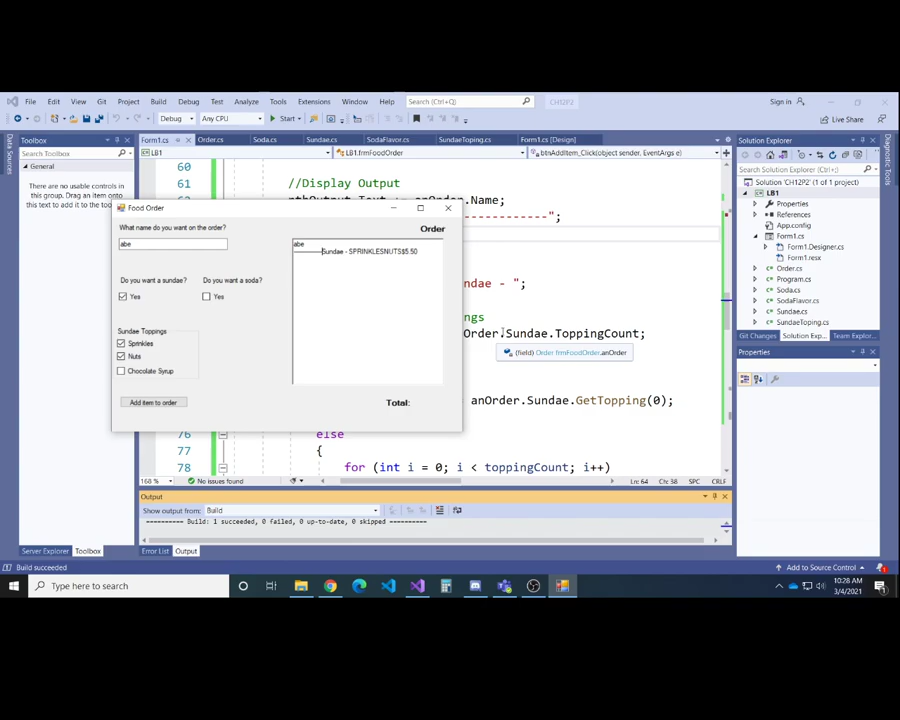 File Edit View Git Project Build Debug Test Analyze Tools Extensions Window Help Search (Ctrl+Q) CH12P2 Sign in
Debug Any CPU Start Live Share
Data Sources
Toolbox
Search Toolbox
General
There are no usable controls in
this group. Drag an item onto
this text to add it to the
Form1.cs Order.cs Soda.cs Sundae.cs SodaFlavor.cs SundaeTopping.cs Form1.cs [Design]
LB1 LB1.frmFoodOrder btnAddItem_Click(object sender, EventArgs e)
60
61 //Display Output
Name;
-------------";
ndae - ";
ngs
Order.Sundae.ToppingCount;
(field) Order frmFoodOrder.anOrder
anOrder.Sundae.GetTopping(0);
76 else
77 {
78 for (int i = 0; i < toppingCount; i++)
168 % No issues found Ln: 64 Ch: 38 SPC CRLF
Food Order
What name do you want on the order?
abe
Do you want a sundae? Do you want a soda?
Yes Yes
Sundae Toppings
Sprinkles
Nuts
Chocolate Syrup
Add item to order
Order
abe
Sundae - SPRINKLESNUTS$5.50
Total:
Output
Show output from: Build
========== Build: 1 succeeded, 0 failed, 0 up-to-date, 0 skipped ==========
Server Explorer Toolbox Error List Output
Solution Explorer
Search Solution Explorer (Ctrl+;)
Solution 'CH12P2' (1 of 1 project)
LB1
Properties
References
App.config
Form1.cs
Form1.Designer.cs
Form1.resx
Order.cs
Program.cs
Soda.cs
SodaFlavor.cs
Sundae.cs
SundaeTopping.cs
Git Changes Solution Exp... Team Explor...
Properties
Diagnostic Tools
Build succeeded Add to Source Control
Type here to search
10:28 AM
3/4/2021